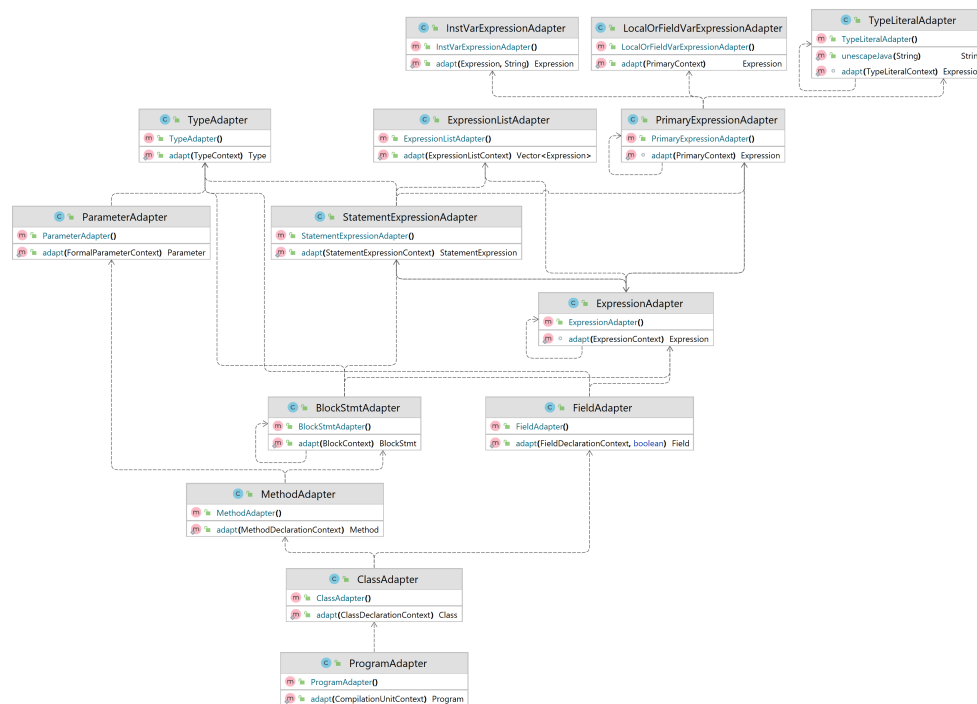 InstVarExpressionAdapter
InstVarExpressionAdapter()
adapt(Expression, String) Expression
LocalOrFieldVarExpressionAdapter
LocalOrFieldVarExpressionAdapter()
adapt(PrimaryContext) Expression
TypeLiteralAdapter
TypeLiteralAdapter()
unescapeJava(String) Strin
adapt(TypeLiteralContext) Expressio
TypeAdapter
TypeAdapter()
adapt(TypeContext) Type
ExpressionListAdapter
ExpressionListAdapter()
adapt(ExpressionListContext) Vector<Expression>
PrimaryExpressionAdapter
PrimaryExpressionAdapter()
adapt(PrimaryContext) Expression
ParameterAdapter
ParameterAdapter()
adapt(FormalParameterContext) Parameter
StatementExpressionAdapter
StatementExpressionAdapter()
adapt(StatementExpressionContext) StatementExpression
ExpressionAdapter
ExpressionAdapter()
adapt(ExpressionContext) Expression
BlockStmtAdapter
BlockStmtAdapter()
adapt(BlockContext) BlockStmt
FieldAdapter
FieldAdapter()
adapt(FieldDeclarationContext, boolean) Field
MethodAdapter
MethodAdapter()
adapt(MethodDeclarationContext) Method
ClassAdapter
ClassAdapter()
adapt(ClassDeclarationContext) Class
ProgramAdapter
ProgramAdapter()
adapt(CompilationUnitContext) Program